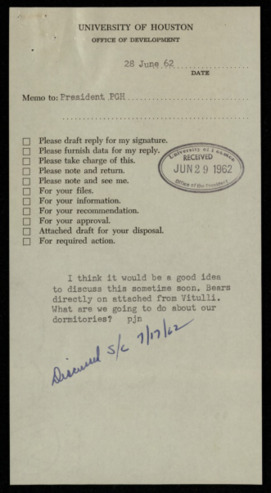 UNIVERSITY OF HOUSTON
OFFICE OF DEVELOPMENT
28 June 62
DATE
Memo to: President PGH
Please draft reply for my signature.
Please furnish data for my reply.
Please take charge of this.
Please note and return.
Please note and see me.
For your files.
For your information.
For your recommendation.
For your approval.
Attached draft for your disposal.
For required action.
University of Houston
RECEIVED
JUN 29 1962
Office of the President
I think it would be a good idea
to discuss this sometime soon. Bears
directly on attached from Vitulli.
What are we going to do about our
dormitories? pjn
Discussed S/C 7/17/62